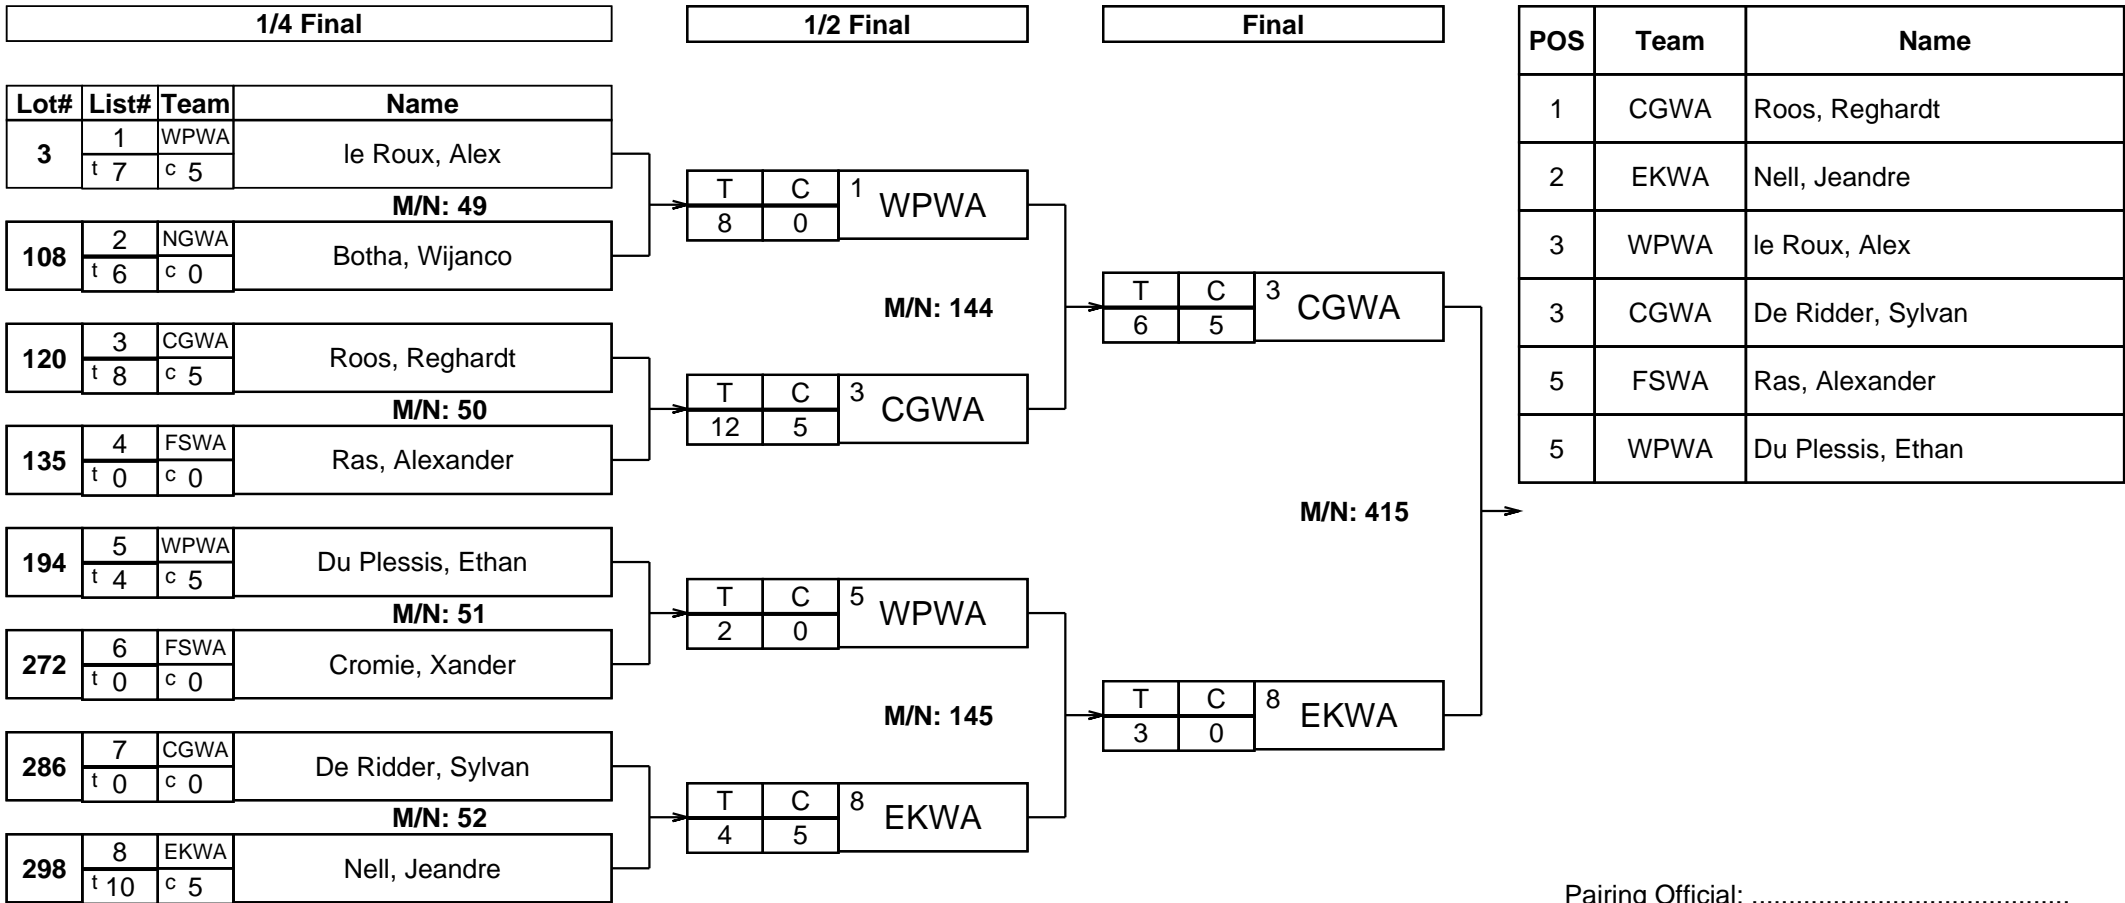 1/4 Final
1/2 Final
Final
POS Team Name
1 CGWA Roos, Reghardt
2 EKWA Nell, Jeandre
3 WPWA le Roux, Alex
3 CGWA De Ridder, Sylvan
5 FSWA Ras, Alexander
5 WPWA Du Plessis, Ethan
Lot# List# Team Name
3 1 WPWA le Roux, Alex
t 7 c 5
M/N: 49
108 2 NGWA Botha, Wijanco
t 6 c 0
120 3 CGWA Roos, Reghardt
t 8 c 5
M/N: 50
135 4 FSWA Ras, Alexander
t 0 c 0
194 5 WPWA Du Plessis, Ethan
t 4 c 5
M/N: 51
272 6 FSWA Cromie, Xander
t 0 c 0
286 7 CGWA De Ridder, Sylvan
t 0 c 0
M/N: 52
298 8 EKWA Nell, Jeandre
t 10 c 5
T C 1 WPWA
8 0
M/N: 144
T C 3 CGWA
12 5
T C 5 WPWA
2 0
M/N: 145
T C 8 EKWA
4 5
T C 3 CGWA
6 5
M/N: 415
T C 8 EKWA
3 0
Pairing Official: ...........................................